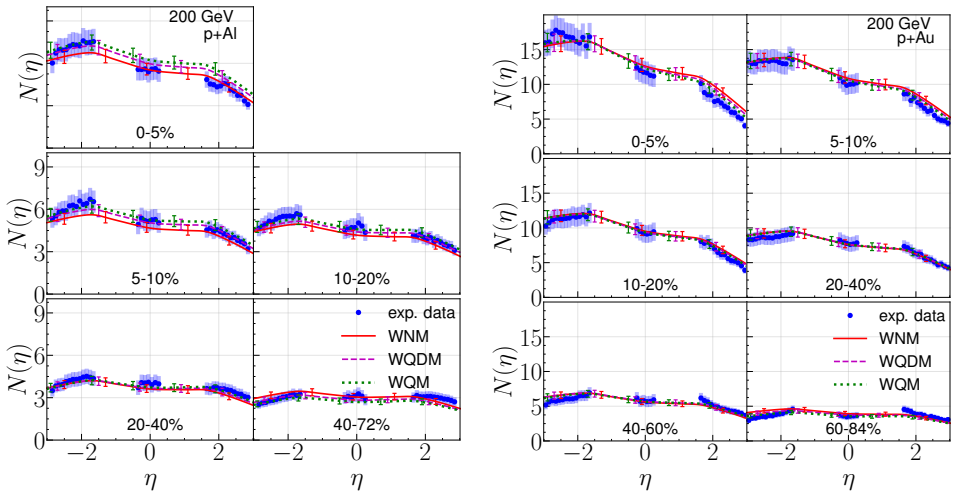 200 GeV
p+Al
N(η)
0-5%
9
6
3
0
N(η)
5-10%
10-20%
9
6
3
0
N(η)
exp. data
WNM
WQDM
WQM
20-40%
40-72%
−2 0 2
−2 0 2
η
η
200 GeV
p+Au
15
10
5
0
N(η)
0-5%
5-10%
15
10
5
0
N(η)
10-20%
20-40%
15
10
5
0
N(η)
exp. data
WNM
WQDM
WQM
40-60%
60-84%
−2 0 2
−2 0 2
η
η